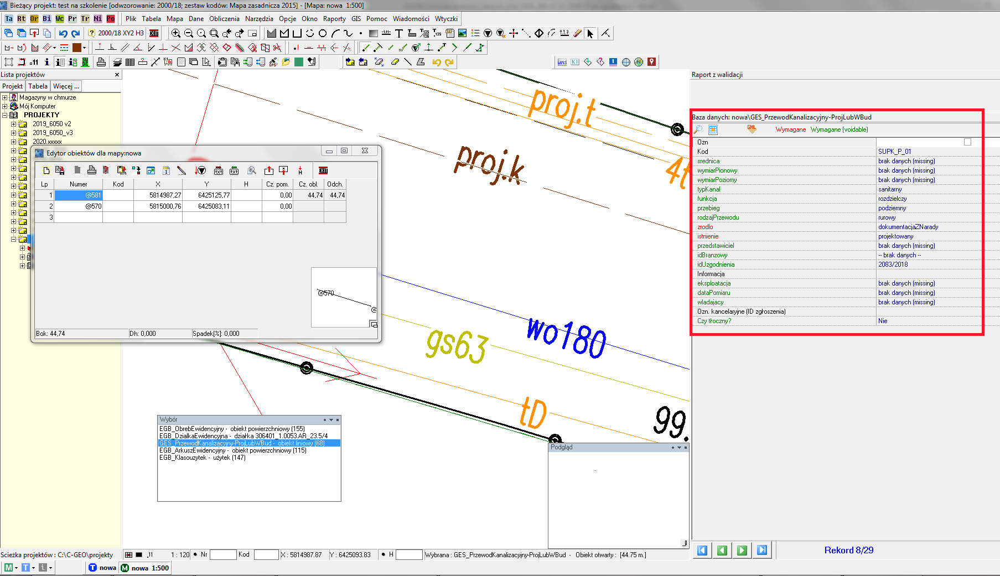 Bieżący projekt: test na szkolenie [odwzorowanie: 2000/18; zestaw kodów: Mapa zasadnicza 2015] - [Mapa: nowa 1:500]
Ta Rt Or Bi Wc Pr Tr Ni Po Plik Tabela Mapa Dane Obliczenia Narzędzia Opcje Okno Raporty GIS Pomoc Wiadomości Wtyczki
2000/18 XY2 H3 EXIT
Lista projektów x
Projekt Tabela Więcej ...
Magazyny w chmurze
Mój Komputer
PROJEKTY
2019_6050 v2
2019_6050_v3
2020.xxxxx
Edytor obiektów dla mapy:nowa
Lp Numer Kod X Y H Cz. pom. Cz. obl. Odch.
1 @581 5814987,27 6425125,77 0,00 44,74 44,74
2 @570 5815000,76 6425083,11 0,00
3
@570
@
Bok: 44,74 Dh: 0,000 Spadek[%]: 0,000
proj.t
proj.k
4t
wo180
gs63
tD
99.
Wybór
EGB_ObrebEwidencyjny - obiekt powierzchniowy (155)
EGB_DzialkaEwidencyjna - działka 306401_1.0053.AR_23.5/4
GES_PrzewodKanalizacyjny-ProjLubWBud - obiekt liniowy (68)
EGB_ArkuszEwidencyjny - obiekt powierzchniowy (115)
EGB_Klasouzytek - użytek (147)
Podgląd
Raport z walidacji
Baza danych: nowa\GES_PrzewodKanalizacyjny-ProjLubWBud
GML Wymagane Wymagane (voidable)
Ozn
Kod SUPK_P_01
srednica brak danych (missing)
wymiarPionowy brak danych (missing)
wymiarPoziomy brak danych (missing)
typKanal sanitarny
funkcja rozdzielczy
przebieg podziemny
rodzajPrzewodu rurowy
zrodlo dokumentacjaZNarady
istnienie projektowany
przedstawiciel brak danych (missing)
idBranzowy -- brak danych --
idUzgodnienia 2083/2018
Informacja
eksploatacja brak danych (missing)
dataPomiaru brak danych (missing)
wladajacy brak danych (missing)
Ozn. kancelaryjne (ID zgłoszenia)
Czy tłoczny? Nie
Rekord 8/29
Scieżka projektów : C:\C-GEO\projekty 1 : 120 Nr Kod X : 5814987.87 Y : 6425093.83 H Wybrana : GES_PrzewodKanalizacyjny-ProjLubWBud - Obiekt otwarty : [44.75 m.]
M T i T nowa M nowa 1:500